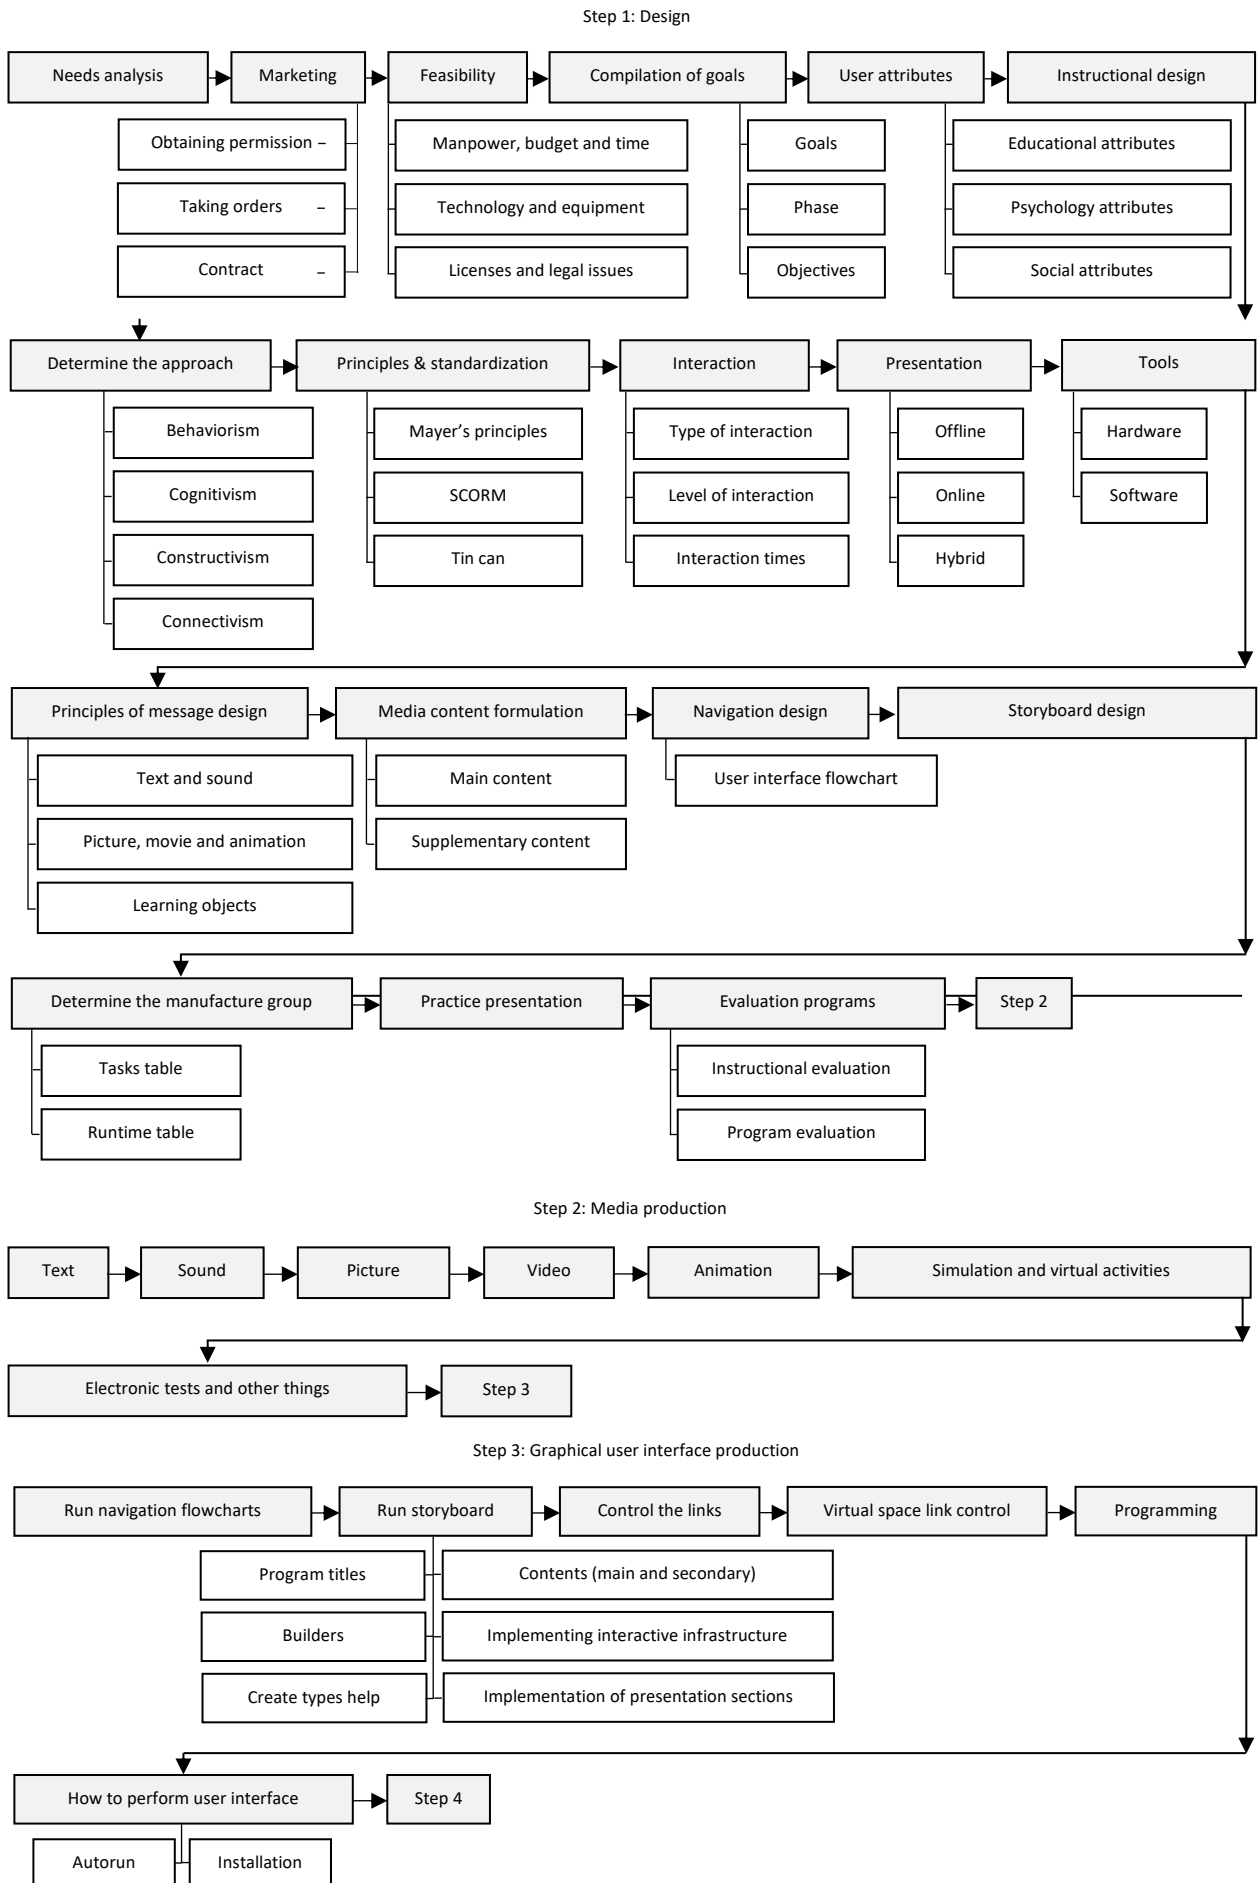 Step 1: Design
Needs analysis
Marketing
Feasibility
Compilation of goals
User attributes
Instructional design
Obtaining permission –
Taking orders –
Contract –
Manpower, budget and time
Technology and equipment
Licenses and legal issues
Goals
Phase
Objectives
Educational attributes
Psychology attributes
Social attributes
Determine the approach
Principles & standardization
Interaction
Presentation
Tools
Behaviorism
Cognitivism
Constructivism
Connectivism
Mayer’s principles
SCORM
Tin can
Type of interaction
Level of interaction
Interaction times
Offline
Online
Hybrid
Hardware
Software
Principles of message design
Media content formulation
Navigation design
Storyboard design
Text and sound
Picture, movie and animation
Learning objects
Main content
Supplementary content
User interface flowchart
Determine the manufacture group
Practice presentation
Evaluation programs
Step 2
Tasks table
Runtime table
Instructional evaluation
Program evaluation
Step 2: Media production
Text
Sound
Picture
Video
Animation
Simulation and virtual activities
Electronic tests and other things
Step 3
Step 3: Graphical user interface production
Run navigation flowcharts
Run storyboard
Control the links
Virtual space link control
Programming
Program titles
Builders
Create types help
Contents (main and secondary)
Implementing interactive infrastructure
Implementation of presentation sections
How to perform user interface
Step 4
Autorun
Installation